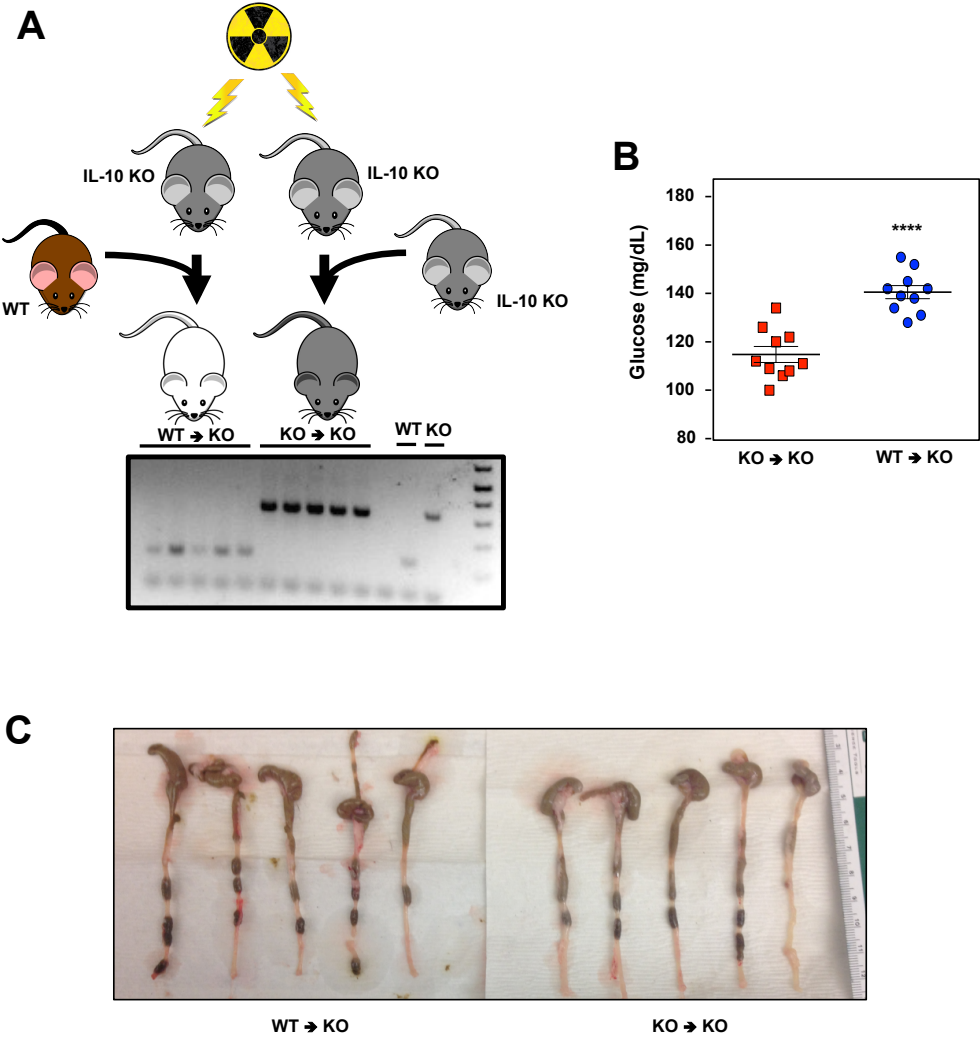 A
IL-10 KO
IL-10 KO
WT
IL-10 KO
WT ➔ KO
KO ➔ KO
WT KO
B
Glucose (mg/dL)
180
160
140
120
100
80
****
KO ➔ KO
WT ➔ KO
C
WT ➔ KO
KO ➔ KO